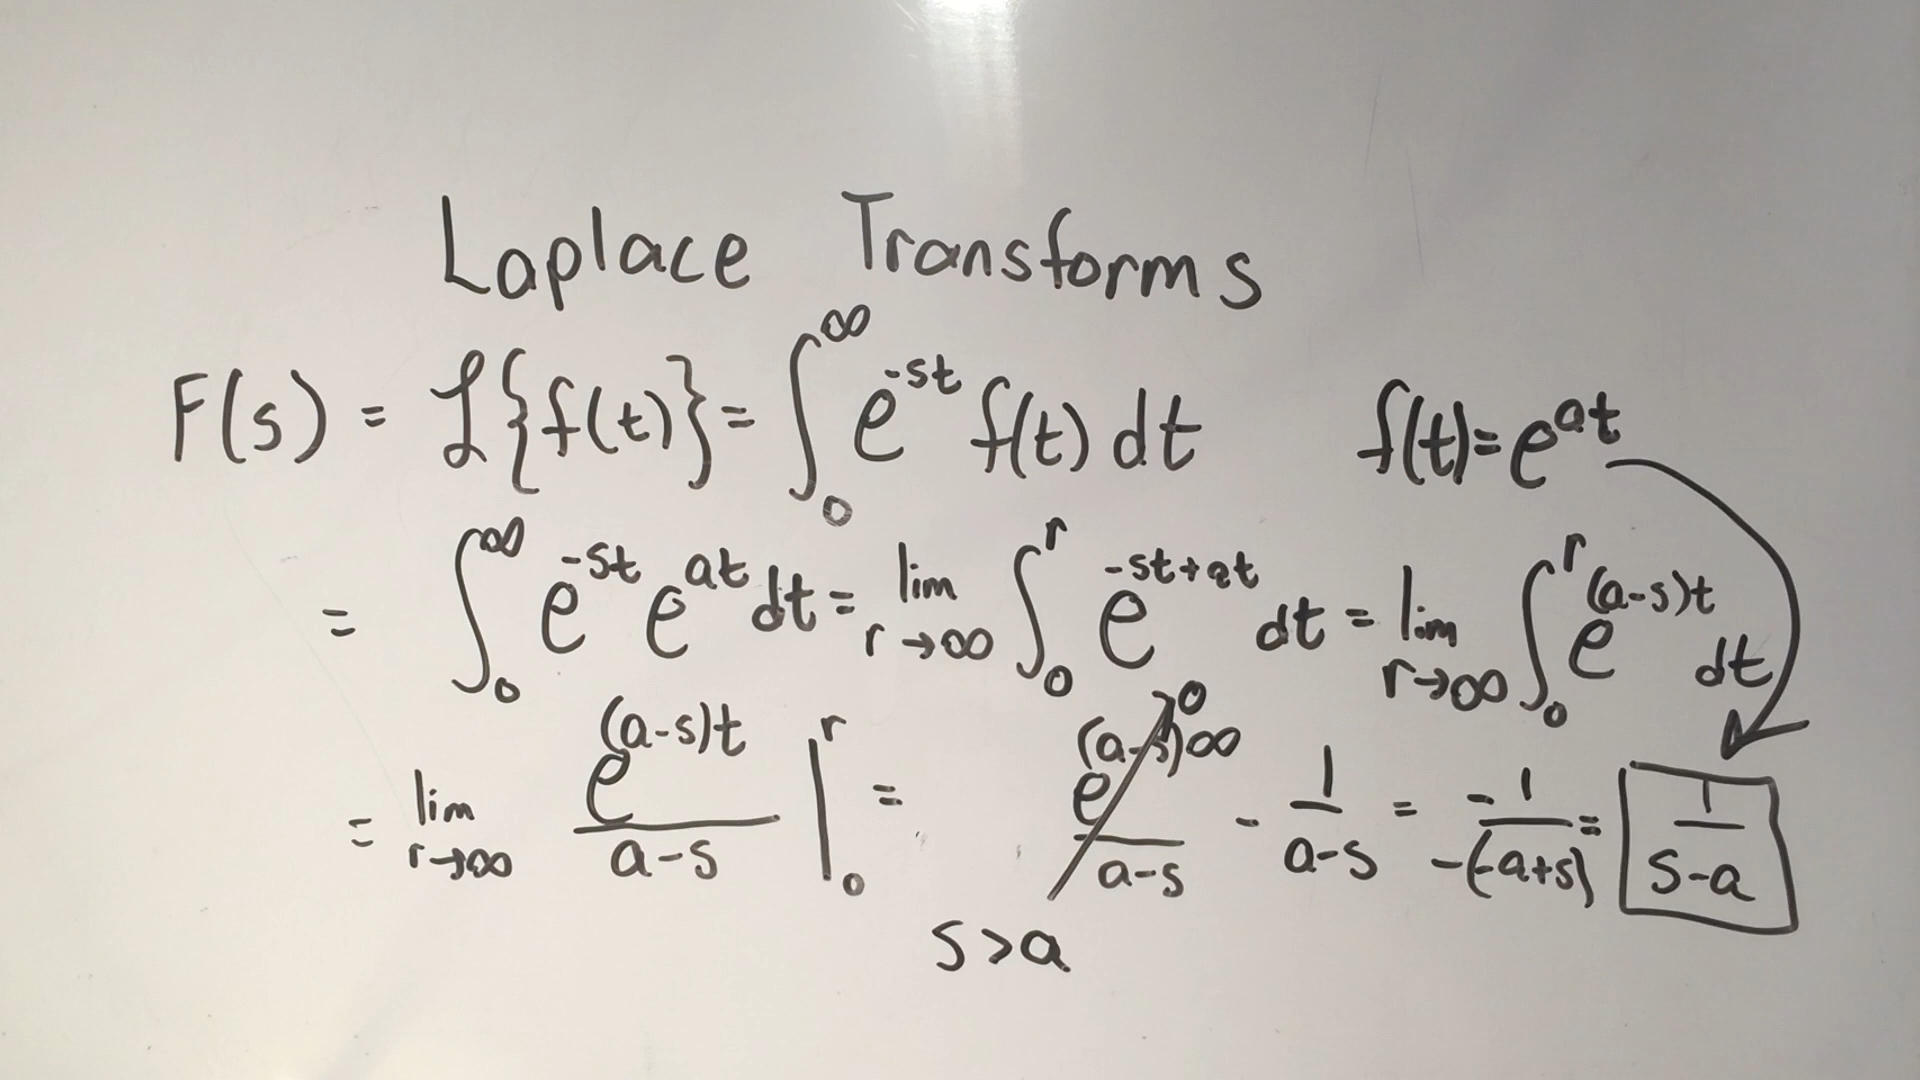 Laplace Transforms
F(s) = ℒ{f(t)} = ∫₀^∞ e^(-st) f(t) dt f(t) = e^(at)
= ∫₀^∞ e^(-st) e^(at) dt = lim r→∞ ∫₀^r e^(-st+at) dt = lim r→∞ ∫₀^r e^((a-s)t) dt
= lim r→∞ e^((a-s)t)/(a-s) |₀^r = e^((a-s)∞)/(a-s) →0 - 1/(a-s) = -1/(-(-a+s)) = 1/(s-a)
s>a